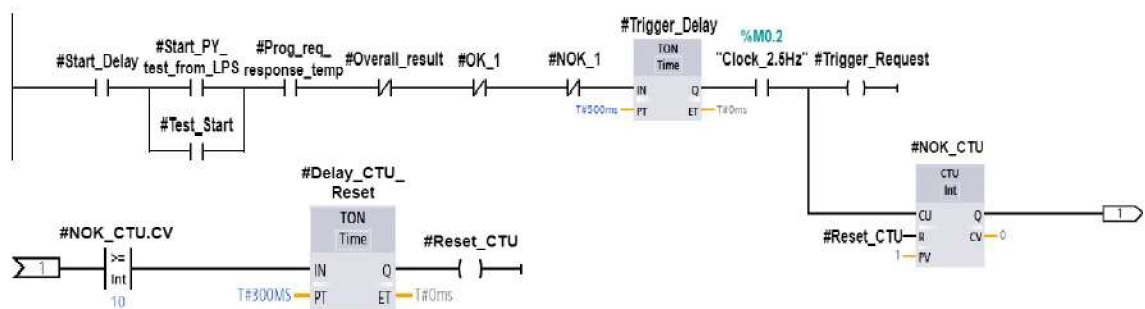 #Trigger_Delay
#Start_Delay
#Start_PY_
test_from_LPS
#Prog_req_
response_temp
#Overall_result
#OK_1
#NOK_1
TON
Time
%M0.2
"Clock_2.5Hz"
#Trigger_Request
IN
Q
T#500ms
PT
ET
T#0ms
#Test_Start
#NOK_CTU
CTU
Int
CU
Q
1
#Reset_CTU
R
CV
0
1
PV
#Delay_CTU_
Reset
TON
Time
#NOK_CTU.CV
#Reset_CTU
1
>=
Int
10
IN
Q
T#300MS
PT
ET
T#0ms